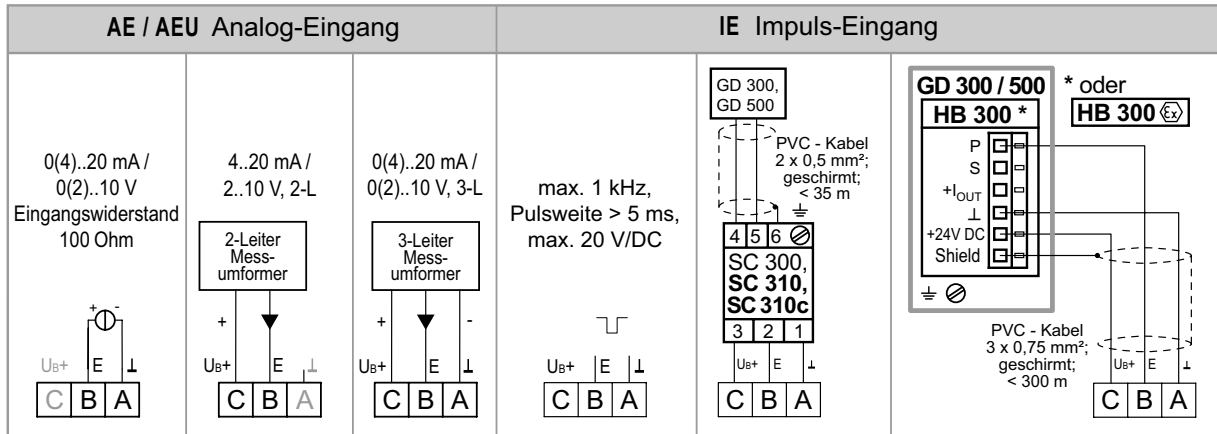 AE / AEU Analog-Eingang
IE Impuls-Eingang
0(4)..20 mA /
0(2)..10 V
Eingangswiderstand
100 Ohm
+ -
UB+ E ⊥
C B A
4..20 mA /
2..10 V, 2-L
2-Leiter
Mess-
umformer
+
UB+ E ⊥
C B A
0(4)..20 mA /
0(2)..10 V, 3-L
3-Leiter
Mess-
umformer
+ -
UB+ E ⊥
C B A
max. 1 kHz,
Pulsweite > 5 ms,
max. 20 V/DC
UB+ E ⊥
C B A
GD 300,
GD 500
PVC - Kabel
2 x 0,5 mm²;
geschirmt;
< 35 m
4 5 6
SC 300,
SC 310,
SC 310c
3 2 1
UB+ E ⊥
C B A
GD 300 / 500
HB 300 *
* oder
HB 300 Ex
P
S
+IOUT
⊥
+24V DC
Shield
PVC - Kabel
3 x 0,75 mm²;
geschirmt;
< 300 m
UB+ E ⊥
C B A